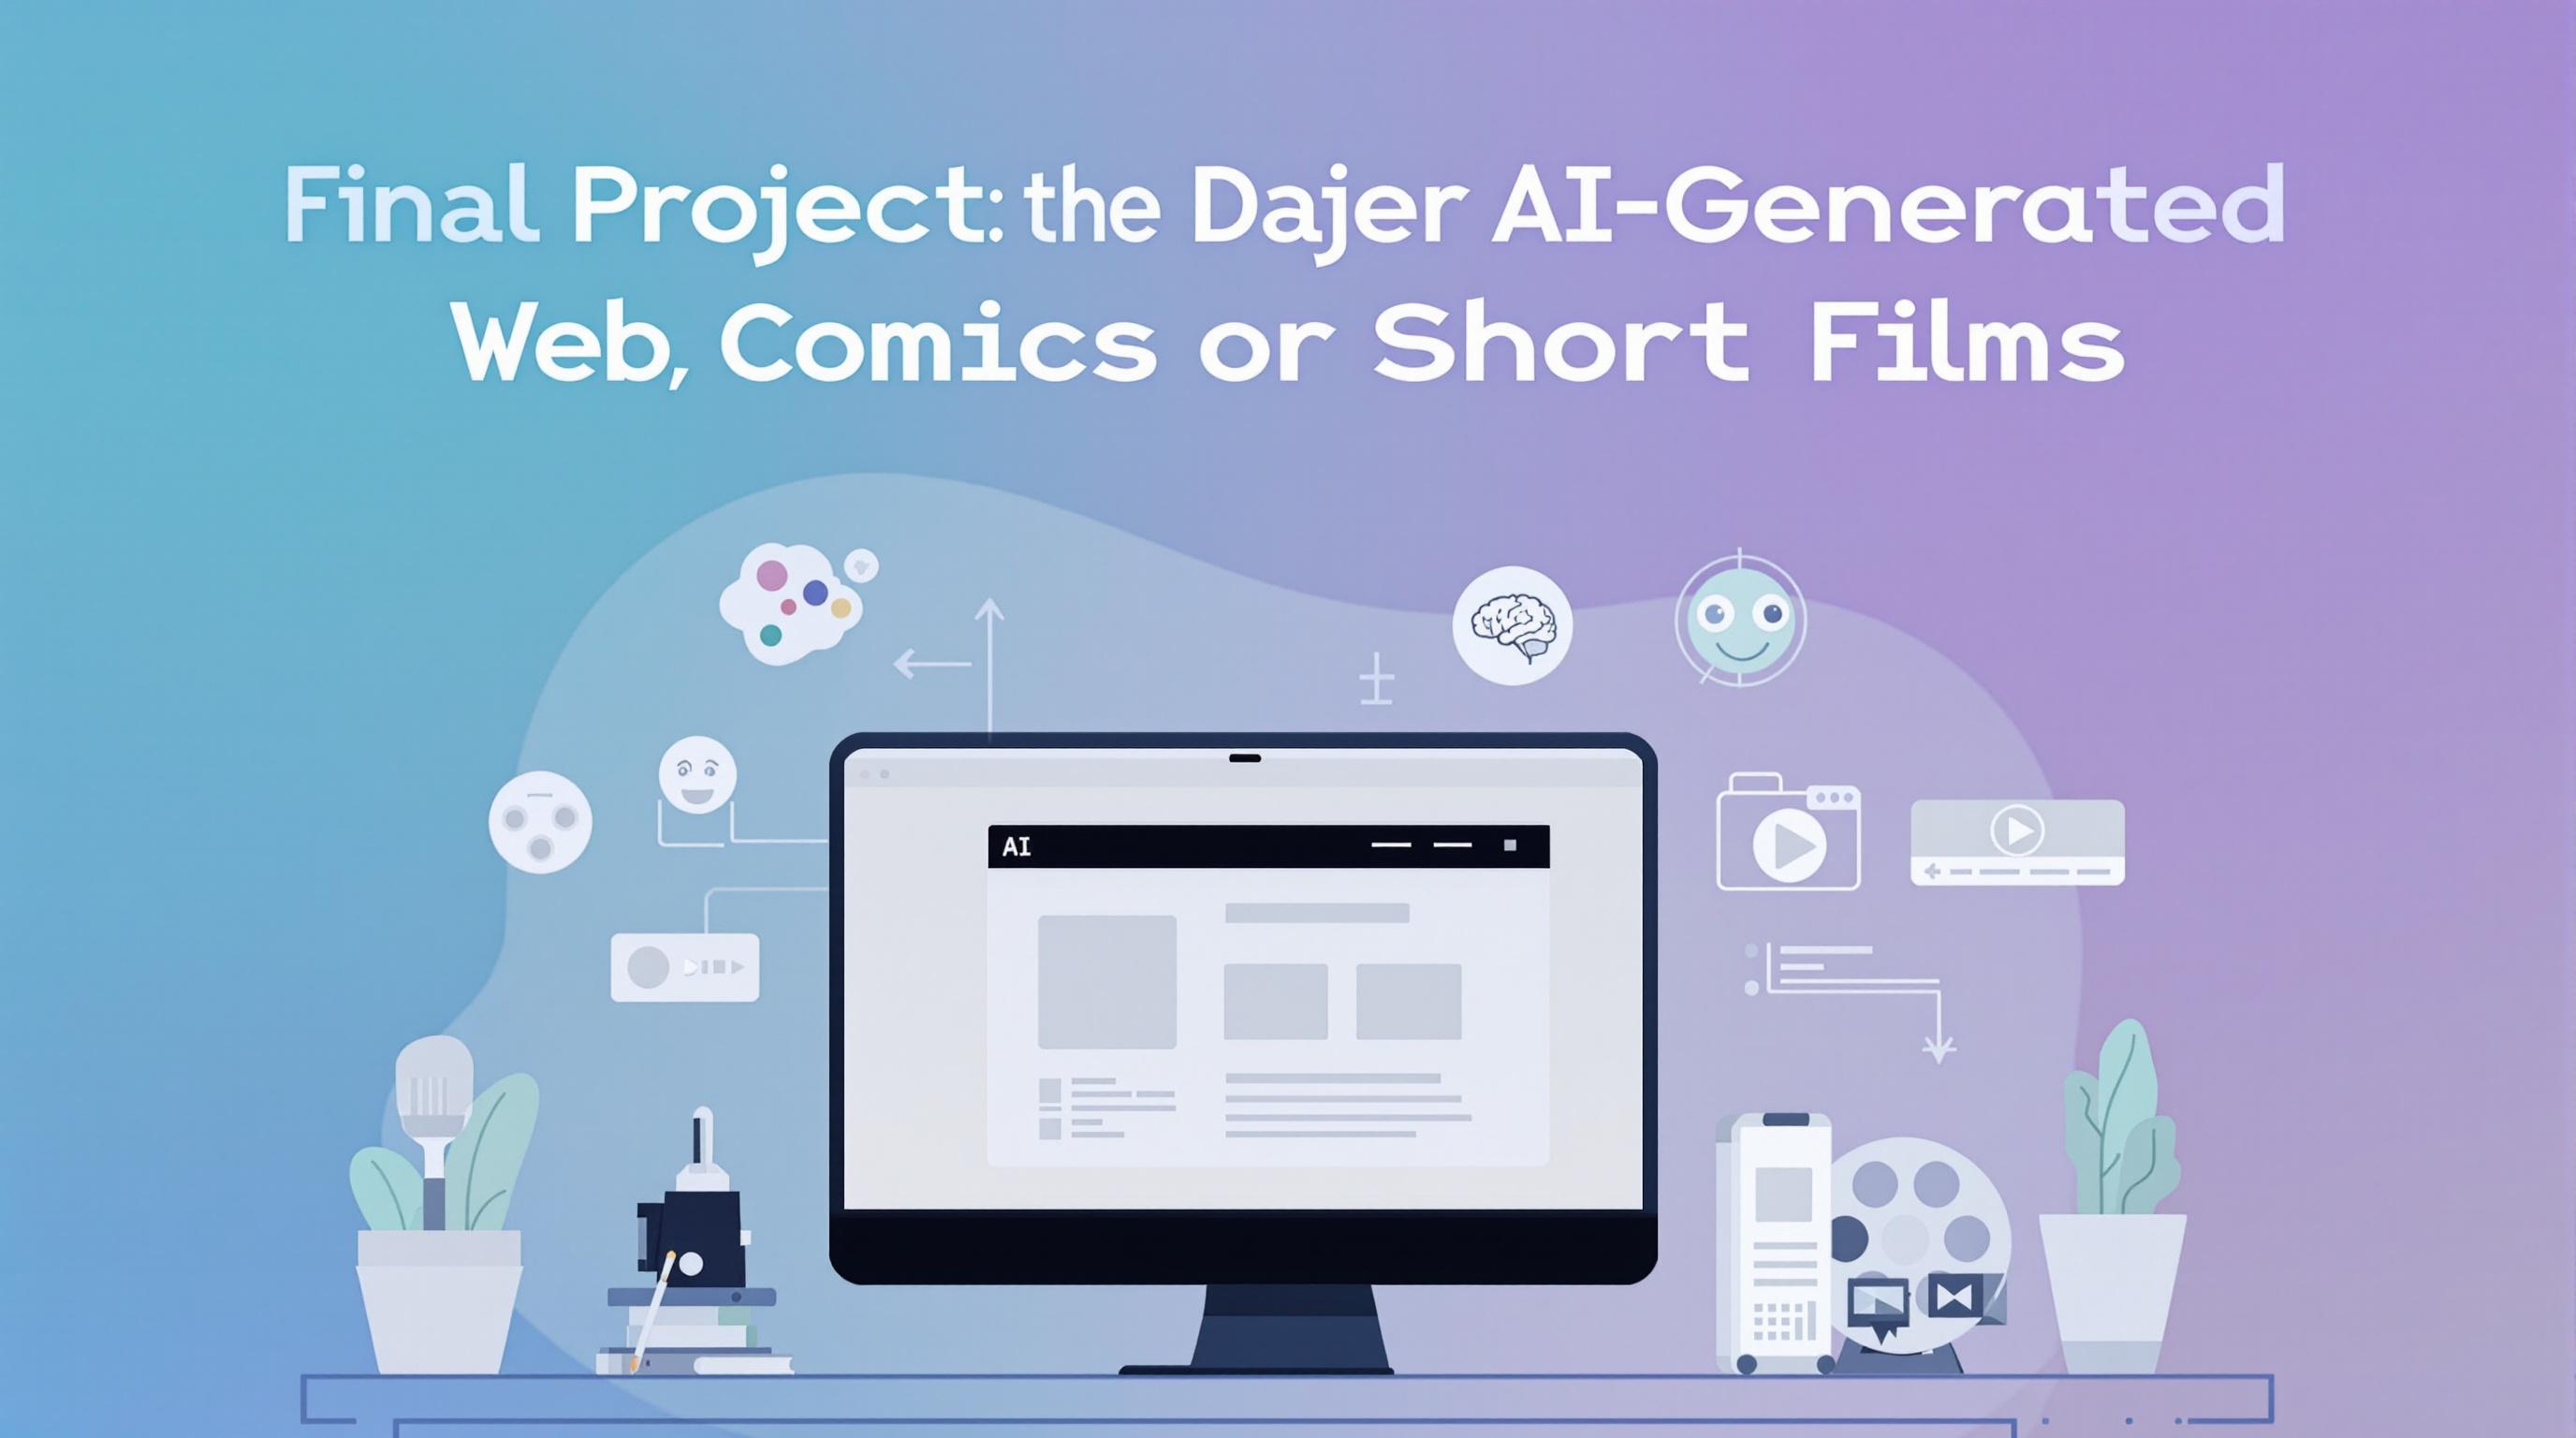 Final Project: the Dajer AI-Generated
Web, Comics or Short Films
AI